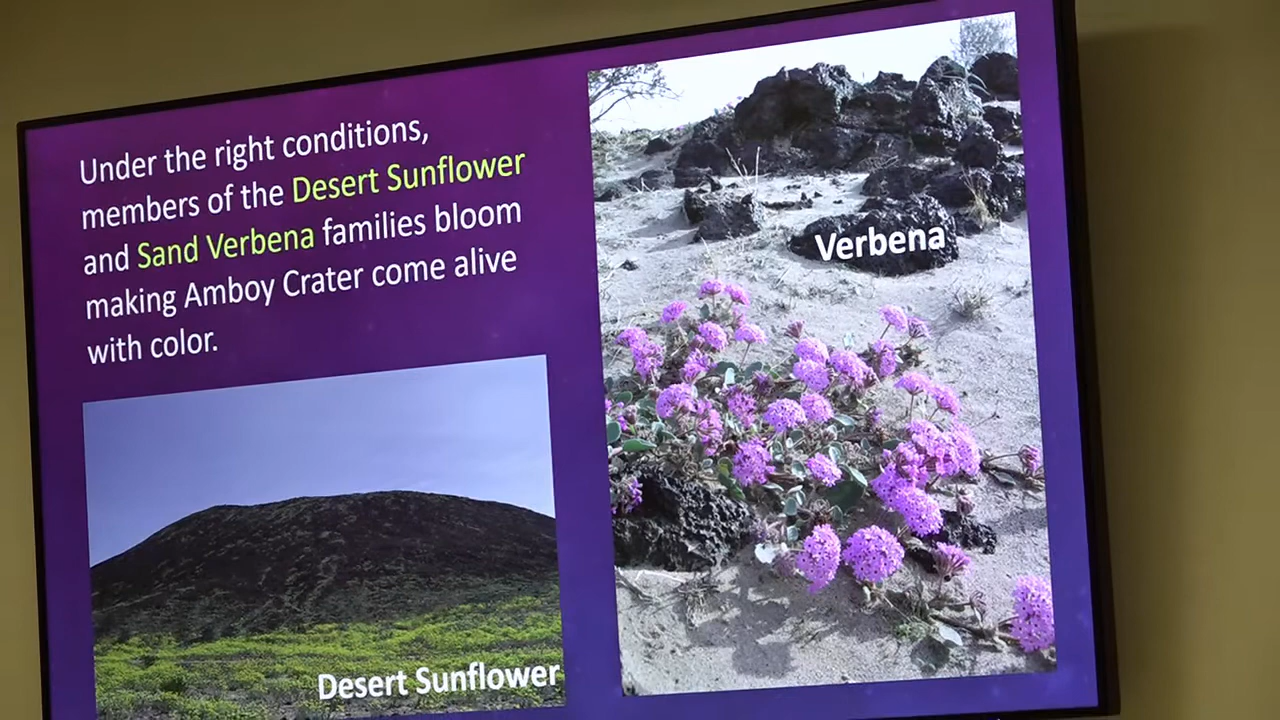 Under the right conditions,
members of the Desert Sunflower
and Sand Verbena families bloom
making Amboy Crater come alive
with color.
Verbena
Desert Sunflower